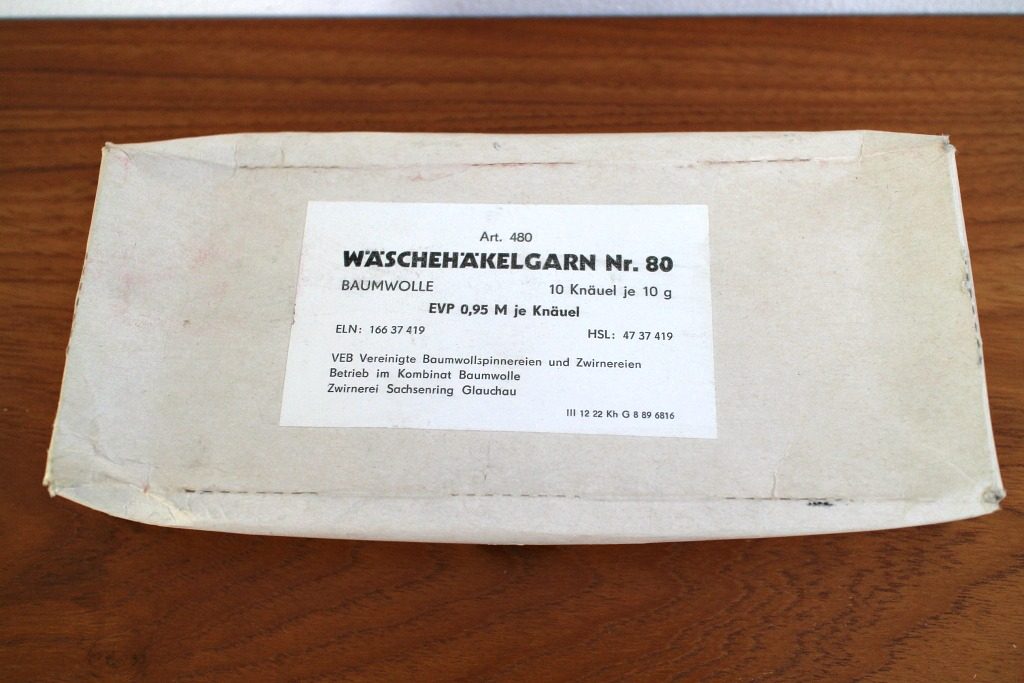 Art. 480
WÄSCHEHÄKELGARN Nr. 80
BAUMWOLLE 10 Knäuel je 10 g
EVP 0,95 M je Knäuel
ELN: 166 37 419 HSL: 47 37 419
VEB Vereinigte Baumwollspinnereien und Zwirnereien
Betrieb im Kombinat Baumwolle
Zwirnerei Sachsenring Glauchau
III 12 22 Kh G 8 89 6816